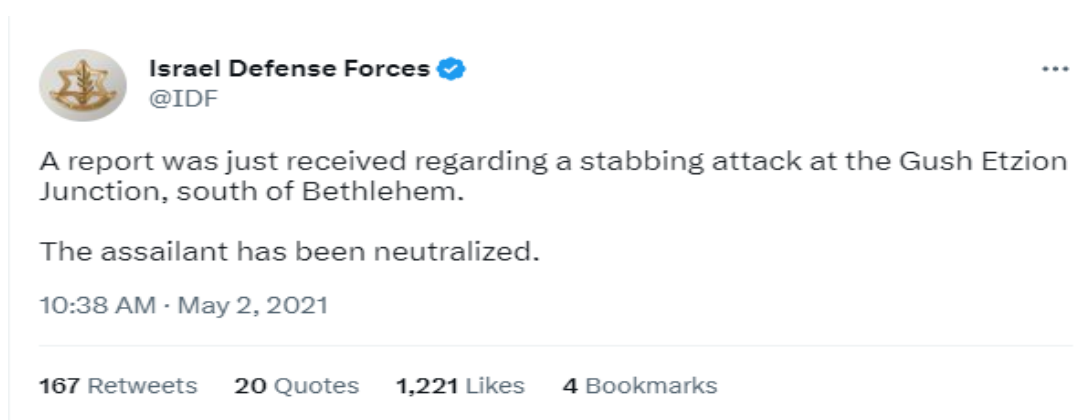 Israel Defense Forces
@IDF
A report was just received regarding a stabbing attack at the Gush Etzion
Junction, south of Bethlehem.
The assailant has been neutralized.
10:38 AM · May 2, 2021
167 Retweets 20 Quotes 1,221 Likes 4 Bookmarks